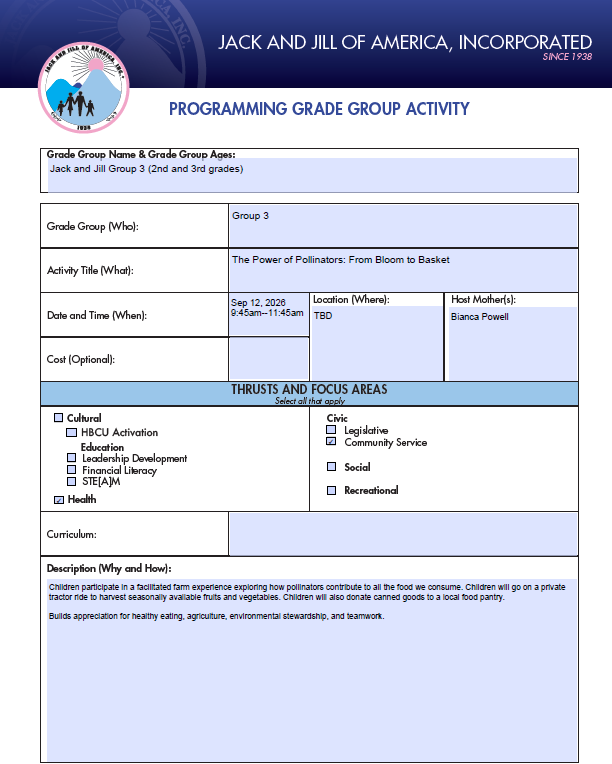 JACK AND JILL OF AMERICA, INCORPORATED
SINCE 1938
JACK AND JILL OF AMERICA, INC.
1938
PROGRAMMING GRADE GROUP ACTIVITY
Grade Group Name & Grade Group Ages:
Jack and Jill Group 3 (2nd and 3rd grades)
Grade Group (Who):
Group 3
Activity Title (What):
The Power of Pollinators: From Bloom to Basket
Date and Time (When):
Sep 12, 2026
9:45am--11:45am
Location (Where):
TBD
Host Mother(s):
Bianca Powell
Cost (Optional):
THRUSTS AND FOCUS AREAS
Select all that apply
Cultural
HBCU Activation
Education
Leadership Development
Financial Literacy
STE[A]M
Health
Civic
Legislative
Community Service
Social
Recreational
Curriculum:
Description (Why and How):
Children participate in a facilitated farm experience exploring how pollinators contribute to all the food we consume. Children will go on a private
tractor ride to harvest seasonally available fruits and vegetables. Children will also donate canned goods to a local food pantry.
Builds appreciation for healthy eating, agriculture, environmental stewardship, and teamwork.